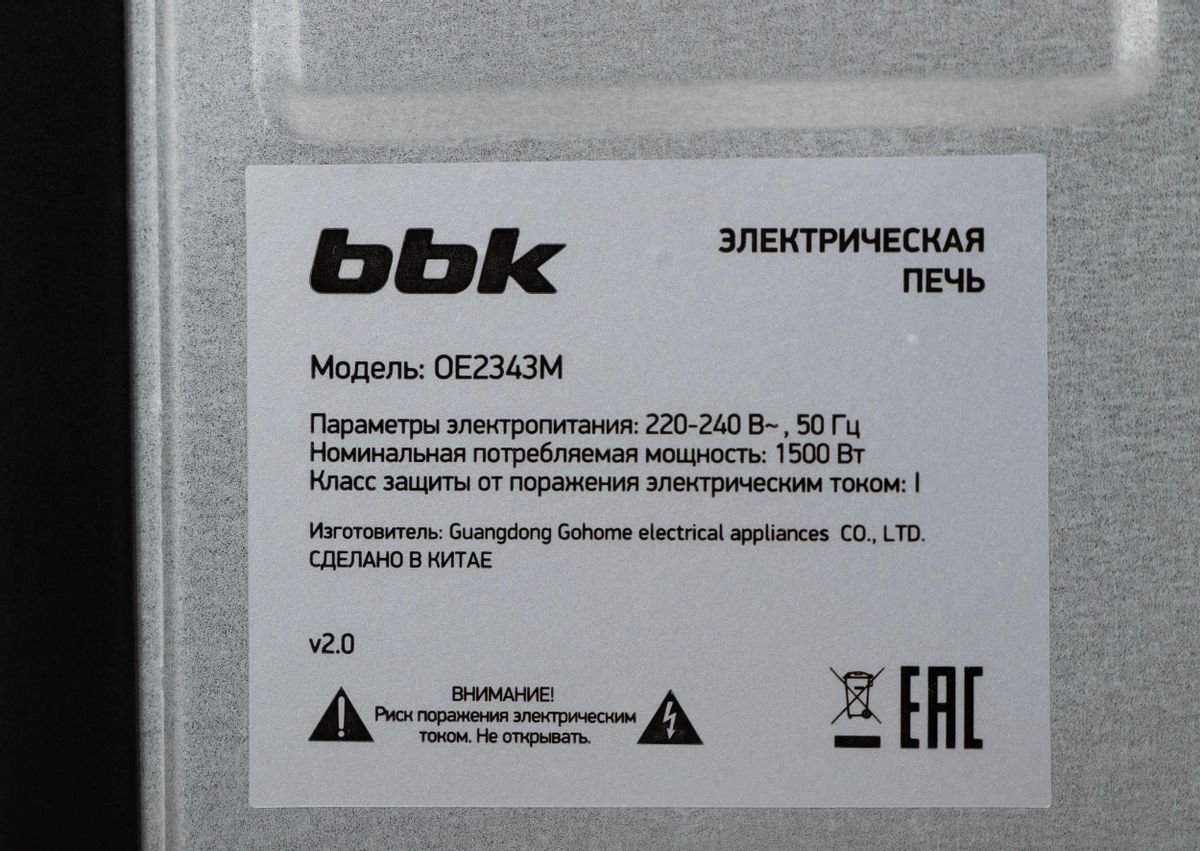 bbk
ЭЛЕКТРИЧЕСКАЯ
ПЕЧЬ
Модель: OE2343M
Параметры электропитания: 220-240 В~, 50 Гц
Номинальная потребляемая мощность: 1500 Вт
Класс защиты от поражения электрическим током: I
Изготовитель: Guangdong Gohome electrical appliances CO., LTD.
СДЕЛАНО В КИТАЕ
v2.0
ВНИМАНИЕ!
Риск поражения электрическим
током. Не открывать.
EAC